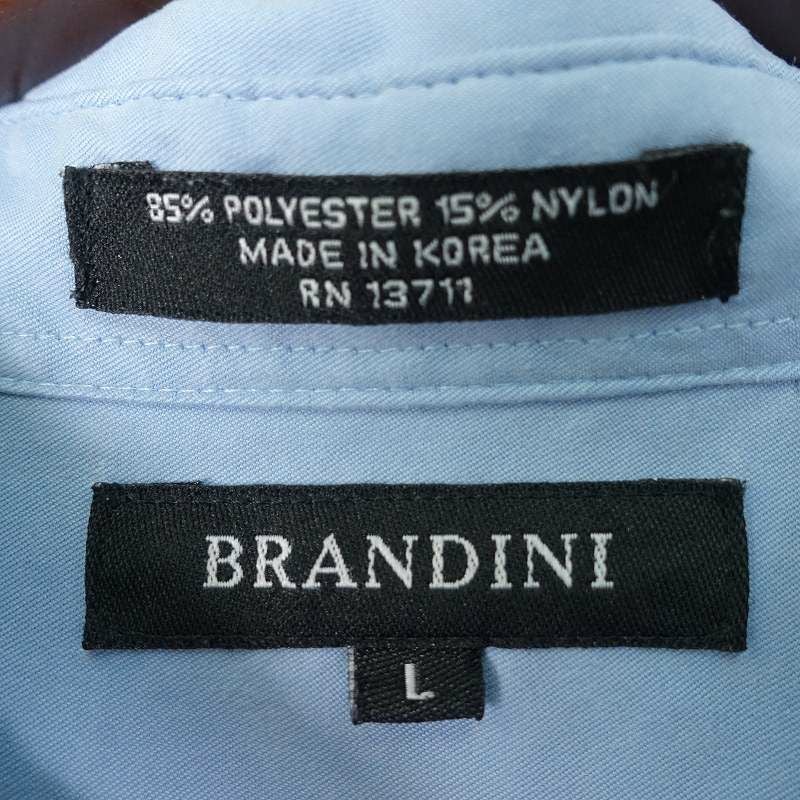 85% POLYESTER 15% NYLON
MADE IN KOREA
RN 13711
BRANDINI
L